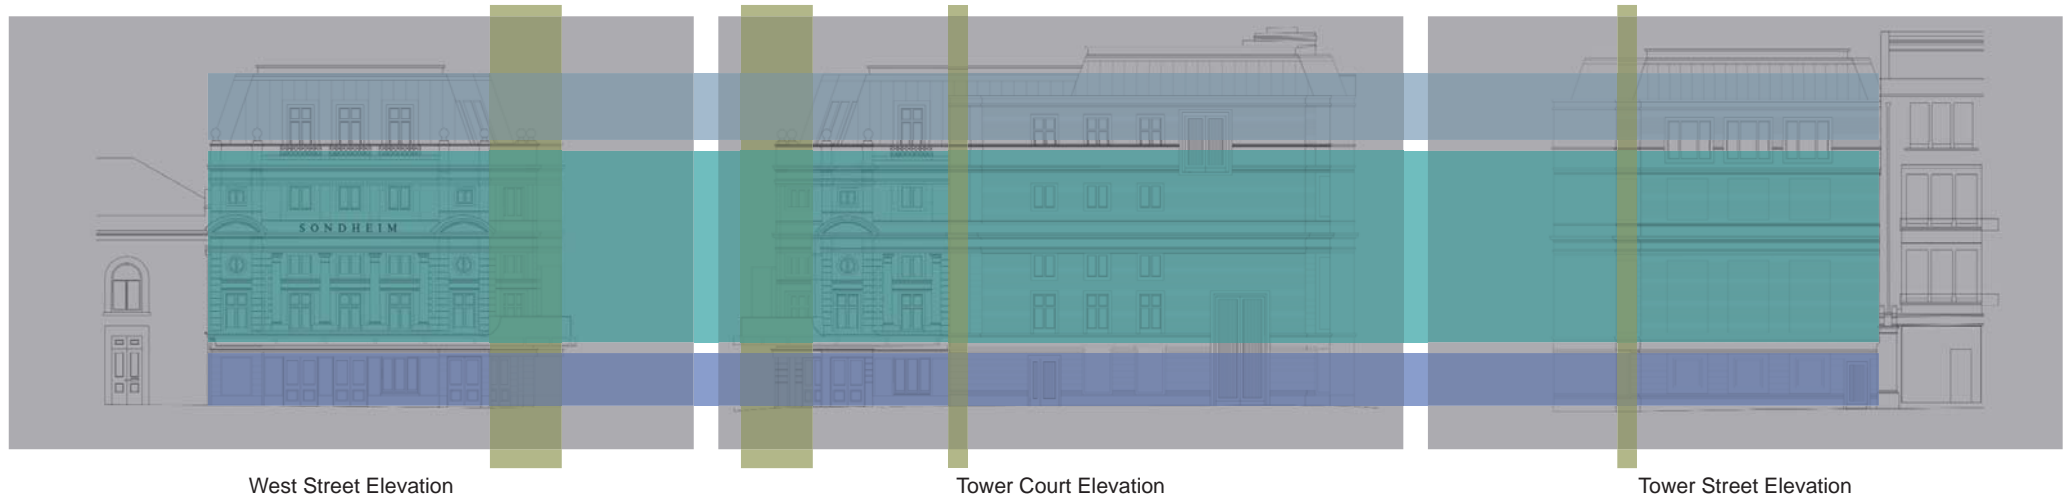 SONDHEIM
West Street Elevation
Tower Court Elevation
Tower Street Elevation